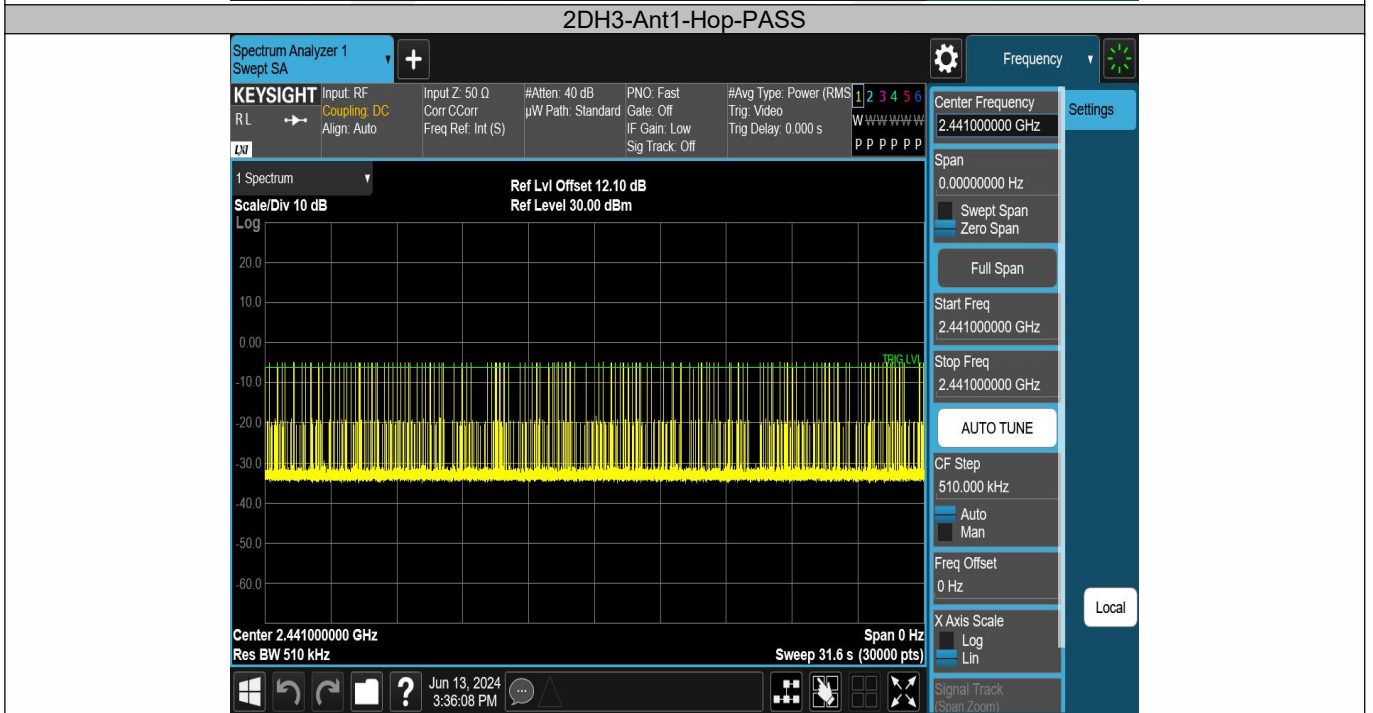 2DH3-Ant1-Hop-PASS
Spectrum Analyzer 1
Swept SA
+
Frequency
KEYSIGHT
R L
LXI
Input: RF
Coupling: DC
Align: Auto
Input Z: 50 Ω
Corr CCorr
Freq Ref: Int (S)
#Atten: 40 dB
µW Path: Standard
PNO: Fast
Gate: Off
IF Gain: Low
Sig Track: Off
#Avg Type: Power (RMS
Trig: Video
Trig Delay: 0.000 s
1 2 3 4 5 6
W W W W W W
P P P P P P
Center Frequency
2.441000000 GHz
Settings
Span
0.00000000 Hz
Swept Span
Zero Span
Full Span
Start Freq
2.441000000 GHz
Stop Freq
2.441000000 GHz
AUTO TUNE
CF Step
510.000 kHz
Auto
Man
Freq Offset
0 Hz
X Axis Scale
Log
Lin
Signal Track
(Span Zoom)
Local
1 Spectrum
Scale/Div 10 dB
Ref Lvl Offset 12.10 dB
Ref Level 30.00 dBm
Log
20.0
10.0
0.00
TRIG LVL
-10.0
-20.0
-30.0
-40.0
-50.0
-60.0
Center 2.441000000 GHz
Span 0 Hz
Res BW 510 kHz
Sweep 31.6 s (30000 pts)
?
Jun 13, 2024
3:36:08 PM